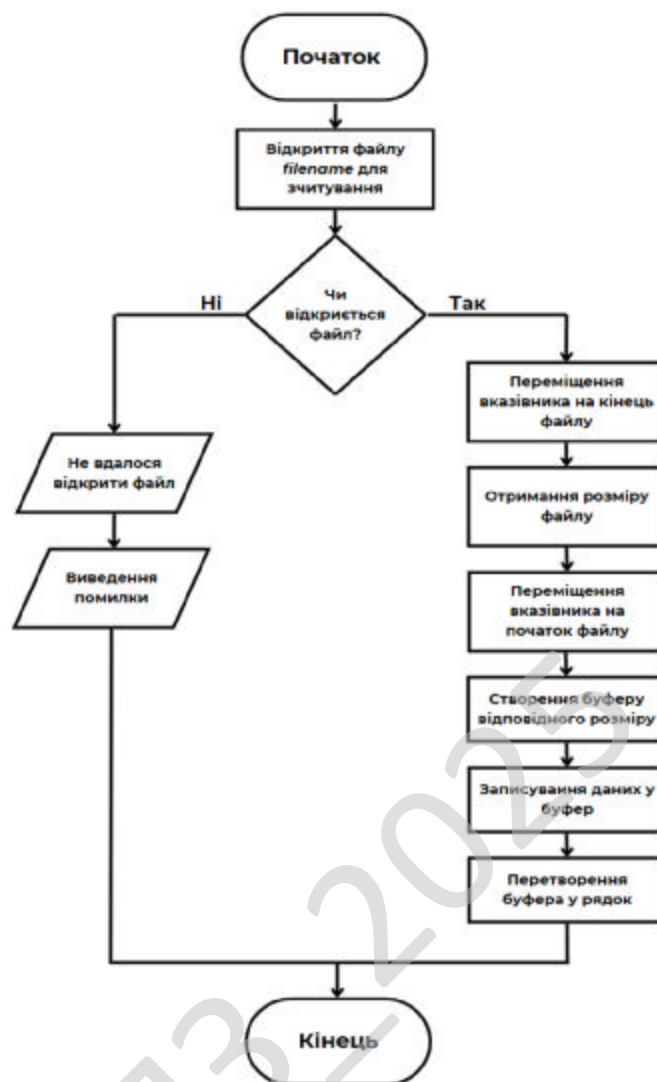 Початок
Відкриття файлу
filename для
зчитування
Чи
відкриється
файл?
Ні
Так
Не вдалося
відкрити файл
Виведення
помилки
Переміщення
вказівника на кінець
файлу
Отримання розміру
файлу
Переміщення
вказівника на
початок файлу
Створення буферу
відповідного розміру
Записування даних у
буфер
Перетворення
буфера у рядок
Кінець